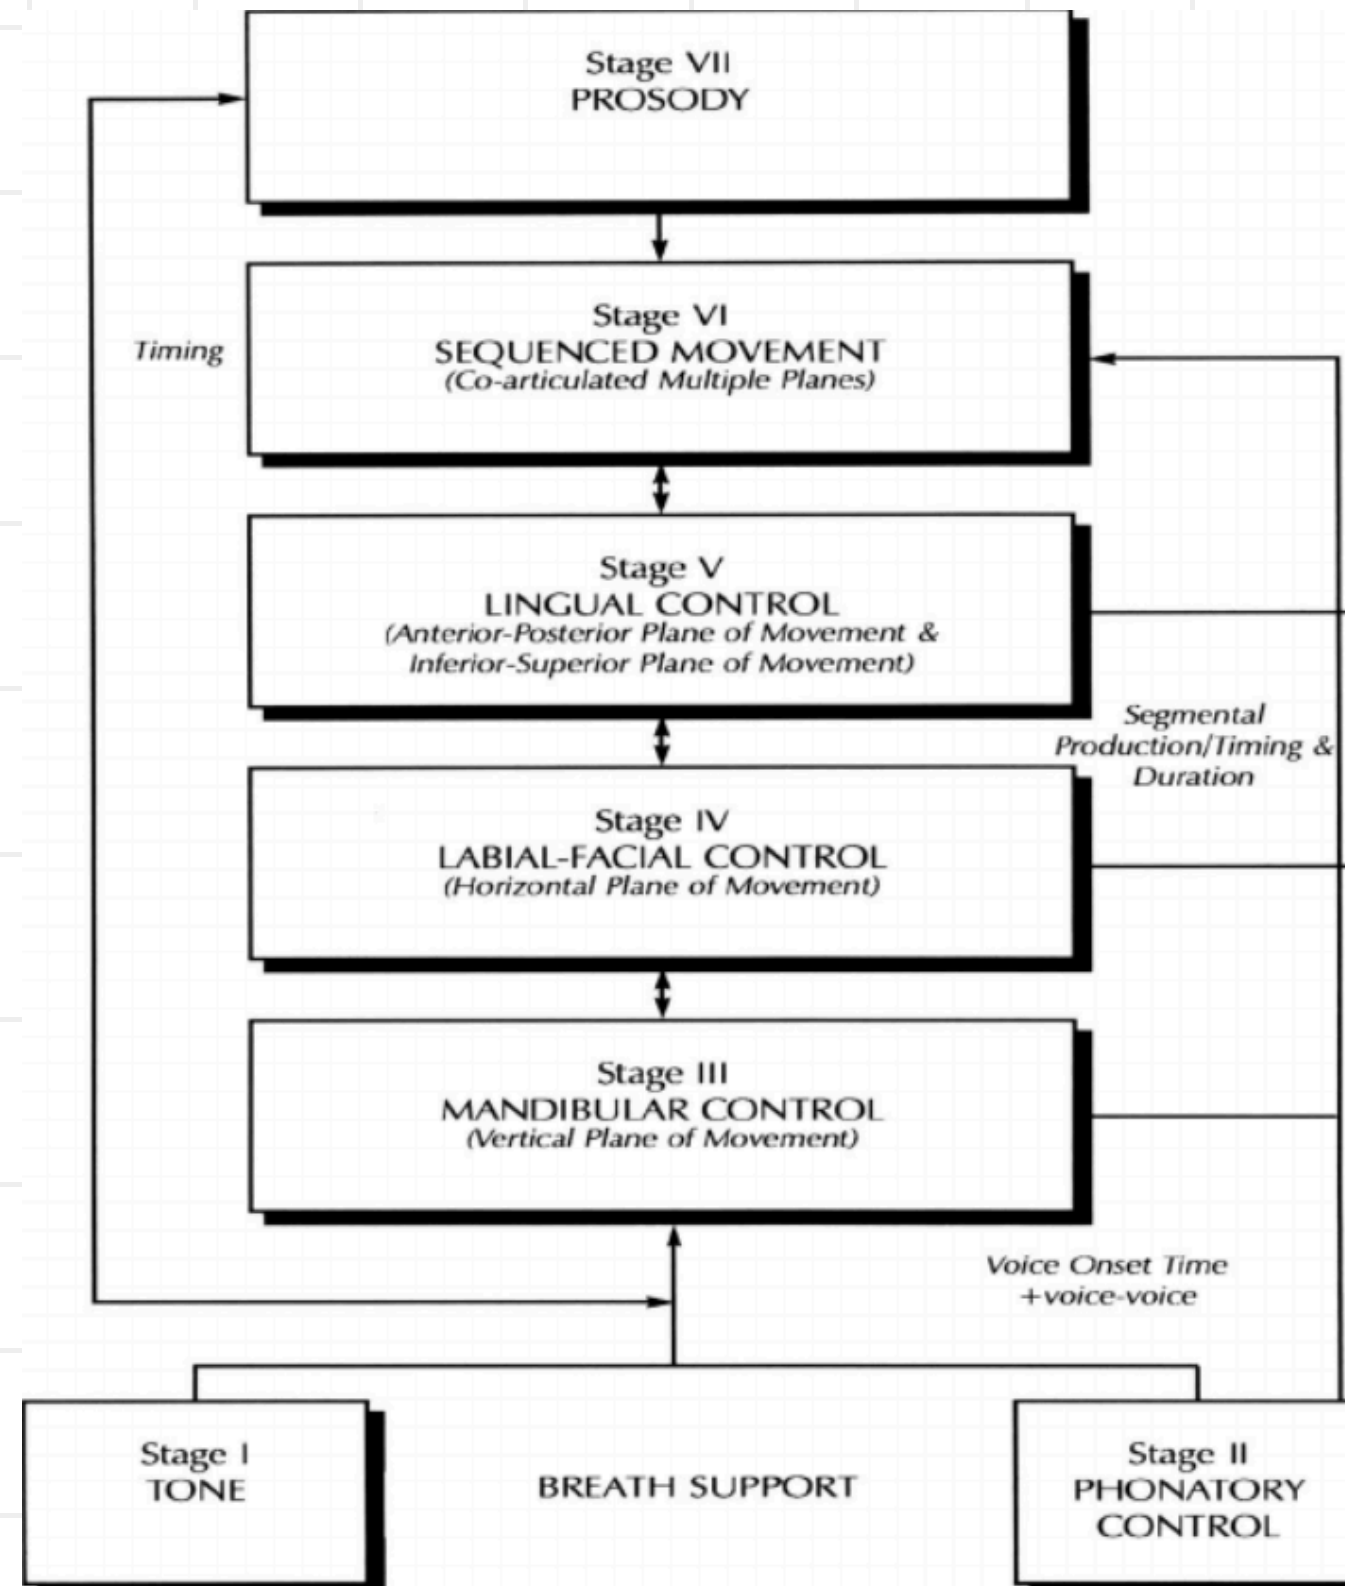 Stage VII
PROSODY
Timing
Stage VI
SEQUENCED MOVEMENT
(Co-articulated Multiple Planes)
Stage V
LINGUAL CONTROL
(Anterior-Posterior Plane of Movement &
Inferior-Superior Plane of Movement)
Segmental
Production/Timing &
Duration
Stage IV
LABIAL-FACIAL CONTROL
(Horizontal Plane of Movement)
Stage III
MANDIBULAR CONTROL
(Vertical Plane of Movement)
Voice Onset Time
+voice-voice
Stage I
TONE
BREATH SUPPORT
Stage II
PHONATORY
CONTROL